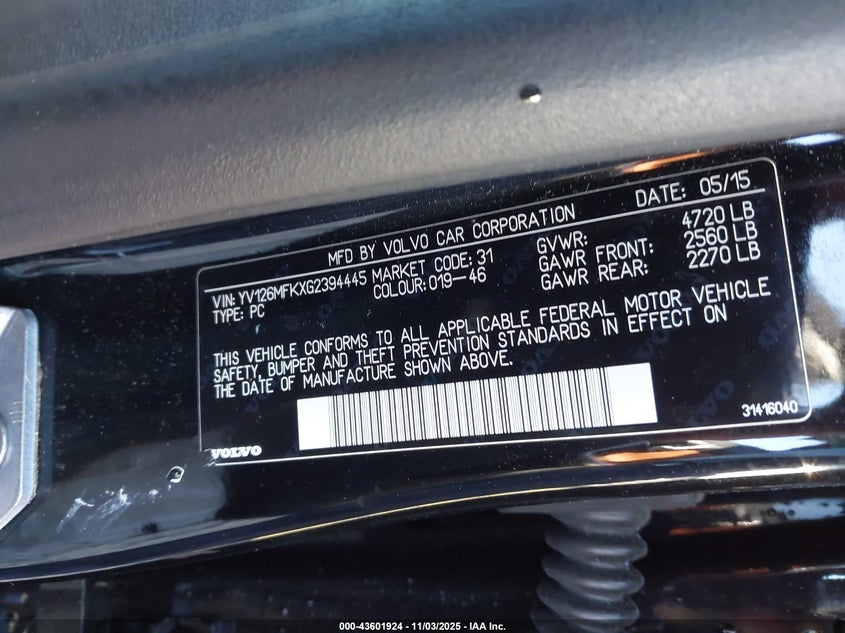 MFD BY VOLVO CAR CORPORATION DATE: 05/15
VIN: YV126MFKXG2394445 MARKET CODE: 31 GVWR: 4720 LB
TYPE: PC COLOUR: 019-46 GAWR FRONT: 2560 LB
GAWR REAR: 2270 LB
THIS VEHICLE CONFORMS TO ALL APPLICABLE FEDERAL MOTOR VEHICLE
SAFETY, BUMPER AND THEFT PREVENTION STANDARDS IN EFFECT ON
THE DATE OF MANUFACTURE SHOWN ABOVE.
31416040
VOLVO
000-43601924 - 11/03/2025 - IAA Inc.